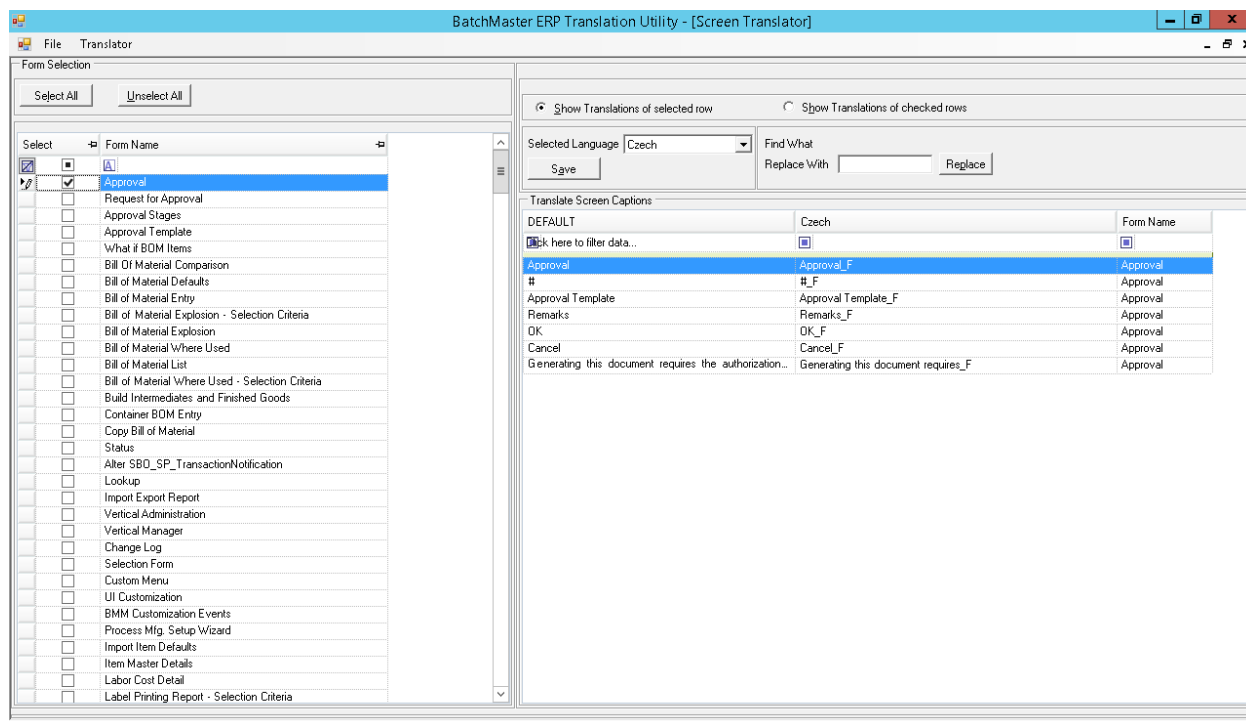 BatchMaster ERP Translation Utility - [Screen Translator]
File Translator
Form Selection
Select All Unselect All
Select Form Name
Approval
Request for Approval
Approval Stages
Approval Template
What if BOM Items
Bill Of Material Comparison
Bill of Material Defaults
Bill of Material Entry
Bill of Material Explosion - Selection Criteria
Bill of Material Explosion
Bill of Material Where Used
Bill of Material List
Bill of Material Where Used - Selection Criteria
Build Intermediates and Finished Goods
Container BOM Entry
Copy Bill of Material
Status
Alter SBO_SP_TransactionNotification
Lookup
Import Export Report
Vertical Administration
Vertical Manager
Change Log
Selection Form
Custom Menu
UI Customization
BMM Customization Events
Process Mfg. Setup Wizard
Import Item Defaults
Item Master Details
Labor Cost Detail
Label Printing Report - Selection Criteria
Show Translations of selected row Show Translations of checked rows
Selected Language Czech
Save
Find What
Replace With Replace
Translate Screen Captions
DEFAULT Czech Form Name
here to filter data...
Approval Approval_F Approval
# #_F Approval
Approval Template Approval Template_F Approval
Remarks Remarks_F Approval
OK OK_F Approval
Cancel Cancel_F Approval
Generating this document requires the authorization... Generating this document requires_F Approval